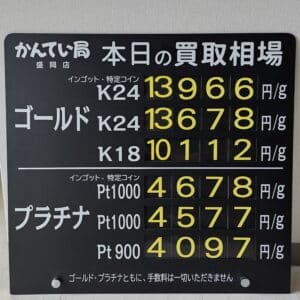 かんてい局
盛岡店
本日の買取相場
ゴールド
インゴット・特定コイン
K24 13966 円/g
K24 13678 円/g
K18 10112 円/g
プラチナ
インゴット・特定コイン
Pt1000 4678 円/g
Pt1000 4577 円/g
Pt900 4097 円/g
ゴールド・プラチナともに、手数料は一切いただきません